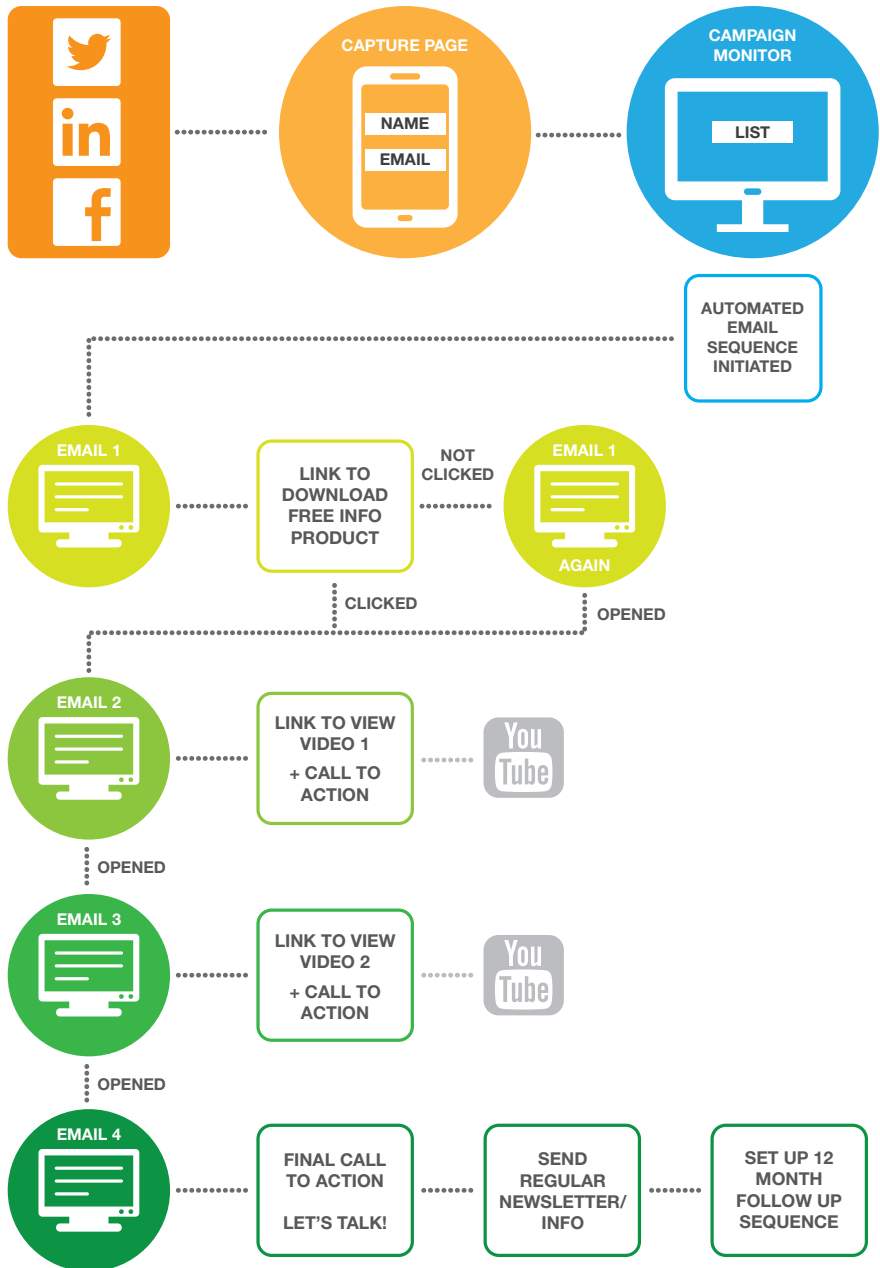 in
f
CAPTURE PAGE
NAME
EMAIL
CAMPAIGN
MONITOR
LIST
AUTOMATED
EMAIL
SEQUENCE
INITIATED
EMAIL 1
LINK TO
DOWNLOAD
FREE INFO
PRODUCT
NOT
CLICKED
EMAIL 1
AGAIN
CLICKED
OPENED
EMAIL 2
LINK TO VIEW
VIDEO 1
+ CALL TO
ACTION
You
Tube
OPENED
EMAIL 3
LINK TO VIEW
VIDEO 2
+ CALL TO
ACTION
You
Tube
OPENED
EMAIL 4
FINAL CALL
TO ACTION
LET'S TALK!
SEND
REGULAR
NEWSLETTER/
INFO
SET UP 12
MONTH
FOLLOW UP
SEQUENCE